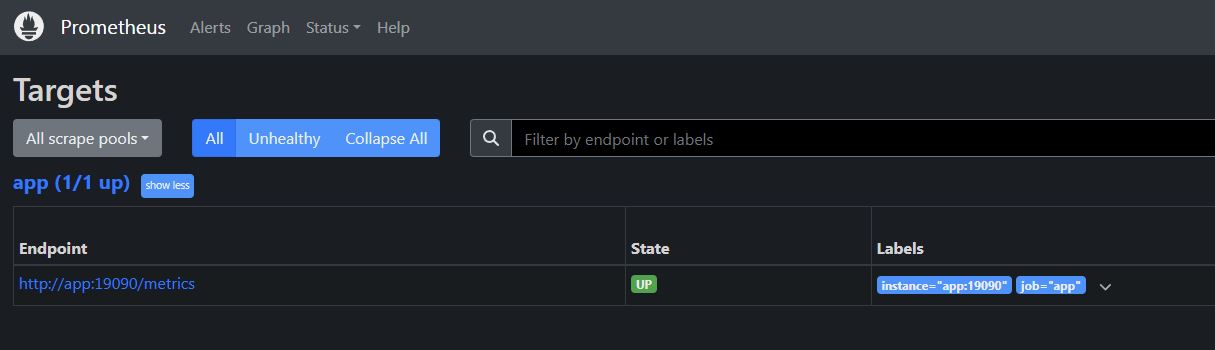 Prometheus Alerts Graph Status Help
Targets
All scrape pools All Unhealthy Collapse All Filter by endpoint or labels
app (1/1 up) show less
Endpoint State Labels
http://app:19090/metrics UP instance="app:19090" job="app"